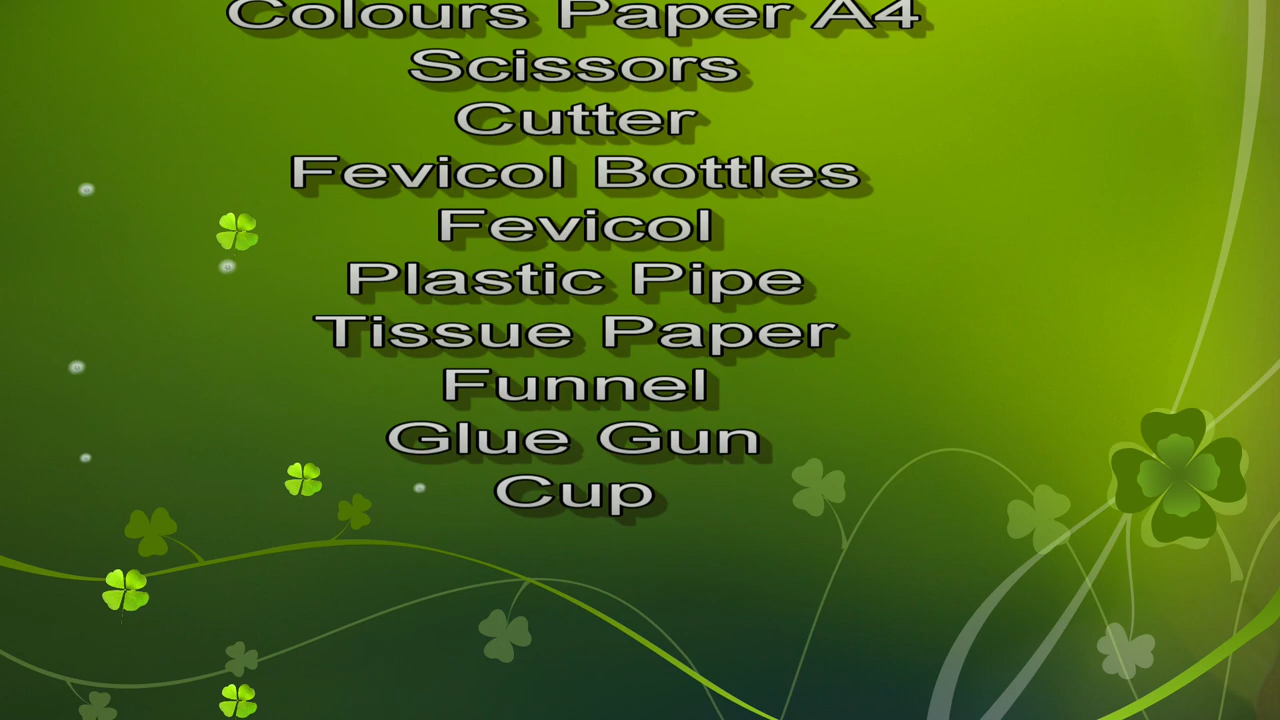 Colours Paper A4
Scissors
Cutter
Fevicol Bottles
Fevicol
Plastic Pipe
Tissue Paper
Funnel
Glue Gun
Cup